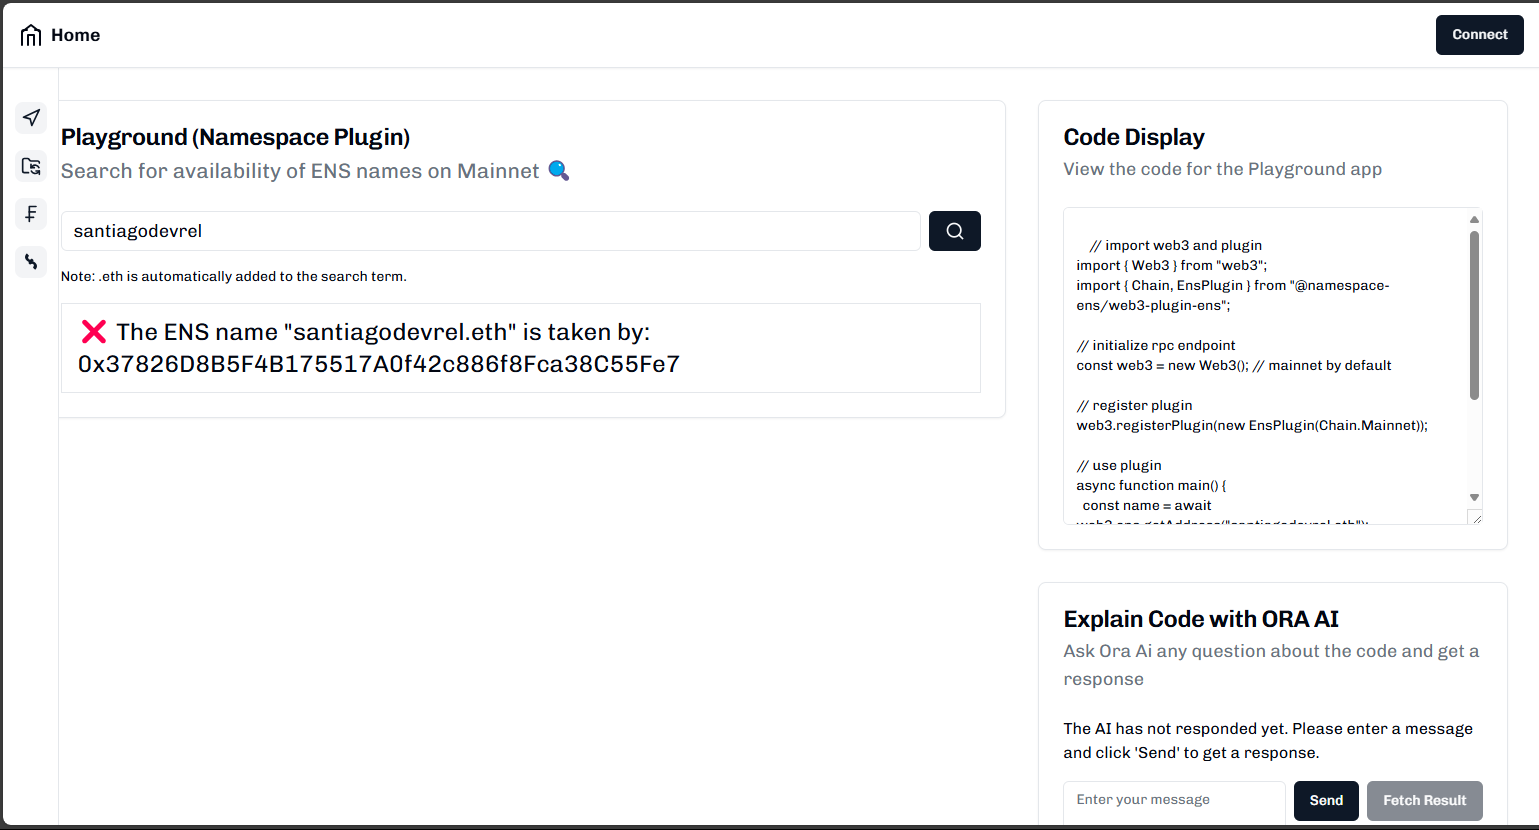 Home
Connect
Playground (Namespace Plugin)
Search for availability of ENS names on Mainnet
santiagodevrel
Note: .eth is automatically added to the search term.
❌ The ENS name "santiagodevrel.eth" is taken by:
0x37826D8B5F4B175517A0f42c886f8Fca38C55Fe7
Code Display
View the code for the Playground app
// import web3 and plugin
import { Web3 } from "web3";
import { Chain, EnsPlugin } from "@namespace-
ens/web3-plugin-ens";
// initialize rpc endpoint
const web3 = new Web3(); // mainnet by default
// register plugin
web3.registerPlugin(new EnsPlugin(Chain.Mainnet));
// use plugin
async function main() {
const name = await
web3.ens.getAddress("santiagodevrel.eth");
Explain Code with ORA AI
Ask Ora Ai any question about the code and get a
response
The AI has not responded yet. Please enter a message
and click 'Send' to get a response.
Enter your message
Send
Fetch Result